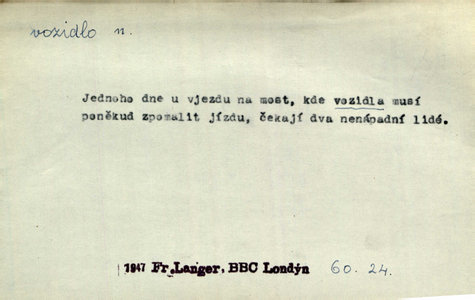 vozidlo n.
Jednoho dne u vjezdu na most, kde vozidla musí
poněkud zpomalit jízdu, čekají dva nenápadní lidé.
1947 Fr. Langer, BBC Londýn 60. 24.